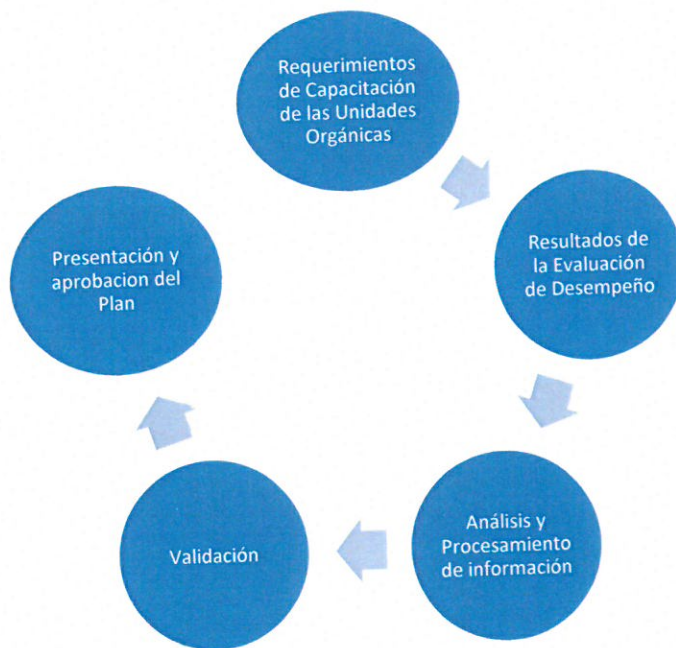 Requerimientos
de Capacitación
de las Unidades
Orgánicas
Resultados de
la Evaluación
de Desempeño
Análisis y
Procesamiento
de información
Validación
Presentación y
aprobacion del
Plan